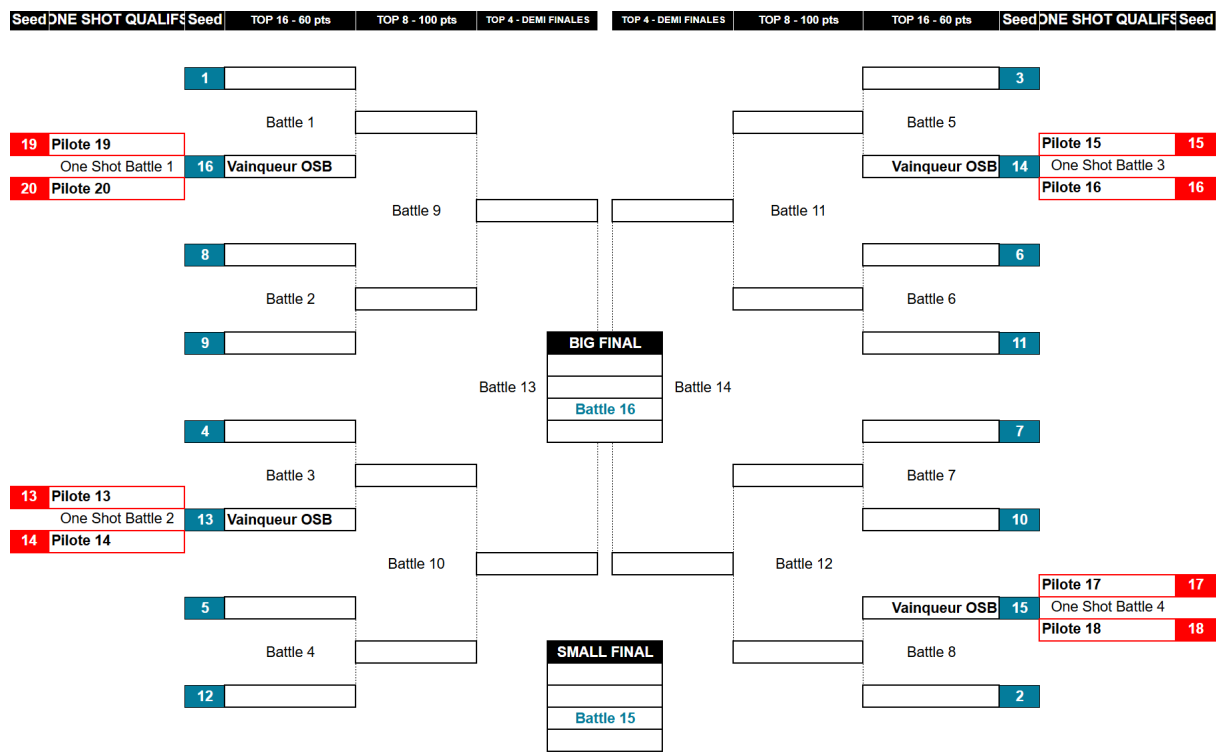 Seed ONE SHOT QUALIFS Seed TOP 16 - 60 pts TOP 8 - 100 pts TOP 4 - DEMI FINALES TOP 4 - DEMI FINALES TOP 8 - 100 pts TOP 16 - 60 pts Seed ONE SHOT QUALIFS Seed
1 3
Battle 1 Battle 5
19 Pilote 19 Pilote 15 15
One Shot Battle 1 16 Vainqueur OSB Vainqueur OSB 14 One Shot Battle 3
20 Pilote 20 Pilote 16 16
Battle 9 Battle 11
8 6
Battle 2 Battle 6
9 BIG FINAL 11
Battle 13 Battle 14
Battle 16
4 7
Battle 3 Battle 7
13 Pilote 13
One Shot Battle 2 13 Vainqueur OSB 10
14 Pilote 14
Battle 10 Battle 12
Pilote 17 17
5 Vainqueur OSB 15 One Shot Battle 4
Pilote 18 18
Battle 4 SMALL FINAL Battle 8
12 2
Battle 15